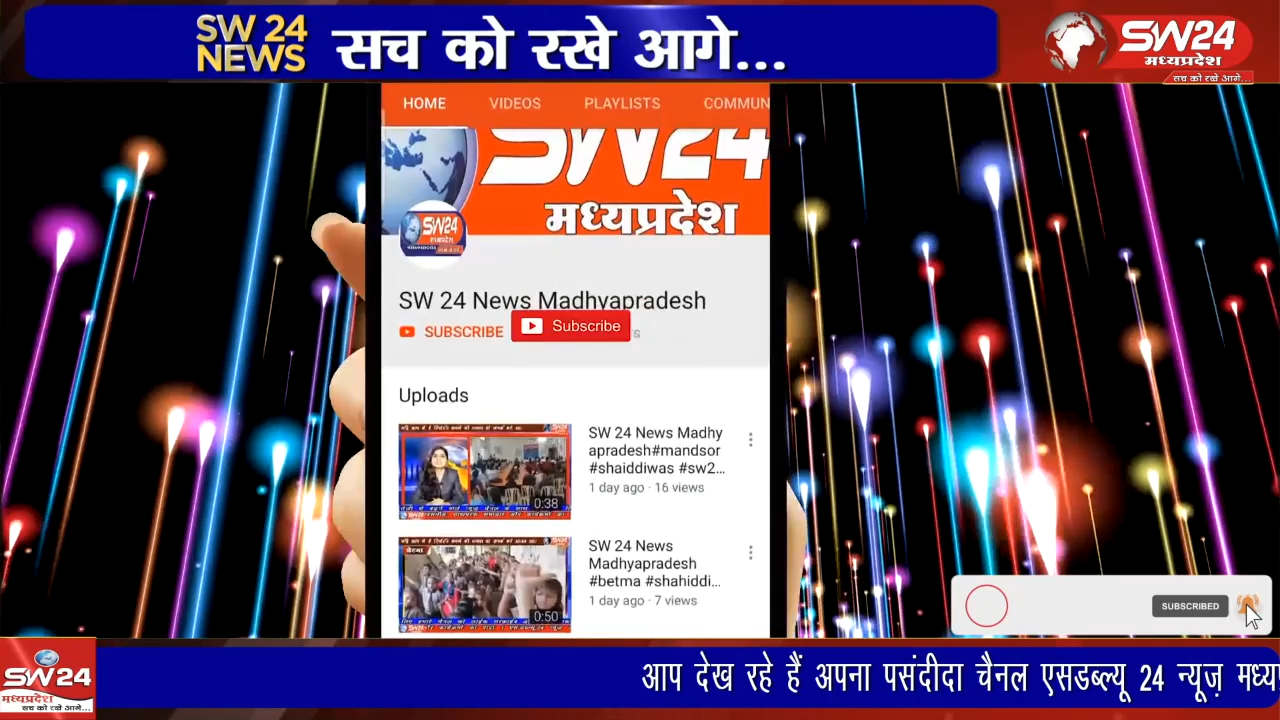 SW 24
NEWS
सच को रखे आगे...
SW24
मध्यप्रदेश
सच को रखे आगे...
HOME VIDEOS PLAYLISTS COMMUN
SW24
मध्यप्रदेश
SW24
SW 24 News Madhyapradesh
SUBSCRIBE
Subscribe
Uploads
SW 24 News Madhy
apradesh#mandsor
#shaiddiwas #sw2...
1 day ago · 16 views
0:38
SW 24 News
Madhyapradesh
#betma #shahiddi...
1 day ago · 7 views
बेटमा
0:50
SUBSCRIBED
SW24
मध्यप्रदेश
सच को रखे आगे...
आप देख रहे हैं अपना पसंदीदा चैनल एसडब्ल्यू 24 न्यूज़ मध्य